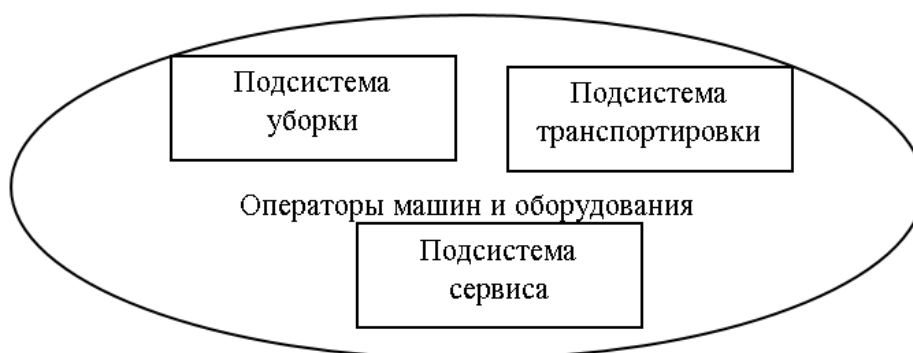 Подсистема
уборки
Подсистема
транспортировки
Операторы машин и оборудования
Подсистема
сервиса